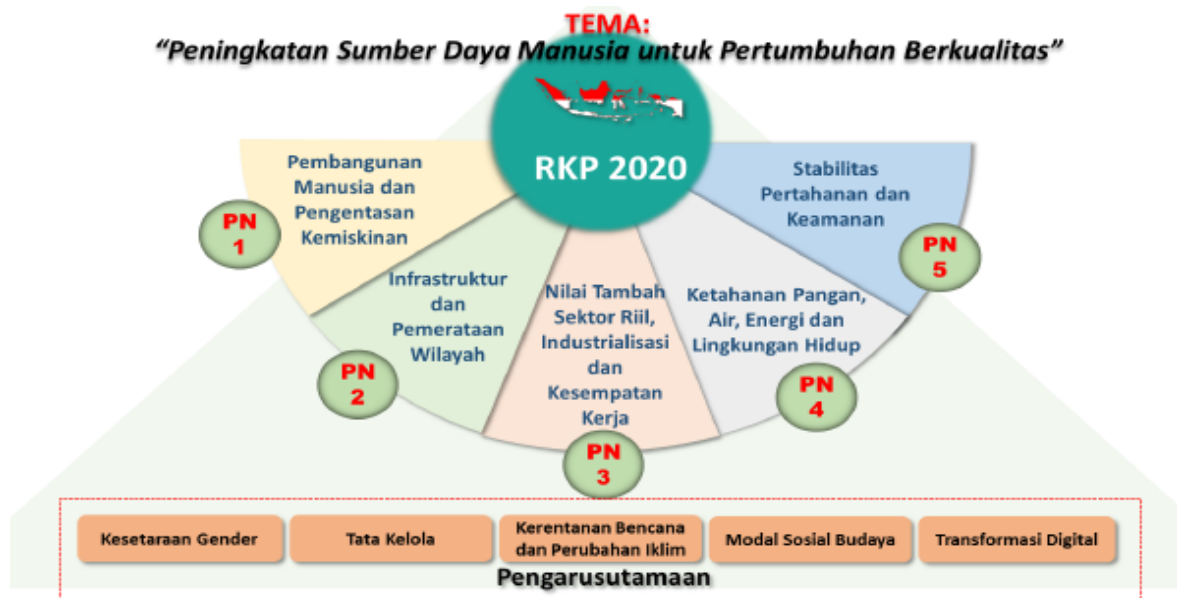 TEMA:
“Peningkatan Sumber Daya Manusia untuk Pertumbuhan Berkualitas”
RKP 2020
Pembangunan
Manusia dan
Pengentasan
Kemiskinan
PN
1
Infrastruktur
dan
Pemerataan
Wilayah
PN
2
Nilai Tambah
Sektor Riil,
Industrialisasi
dan
Kesempatan
Kerja
PN
3
Ketahanan Pangan,
Air, Energi dan
Lingkungan Hidup
PN
4
Stabilitas
Pertahanan dan
Keamanan
PN
5
Kesetaraan Gender
Tata Kelola
Kerentanan Bencana
dan Perubahan Iklim
Modal Sosial Budaya
Transformasi Digital
Pengarusutamaan